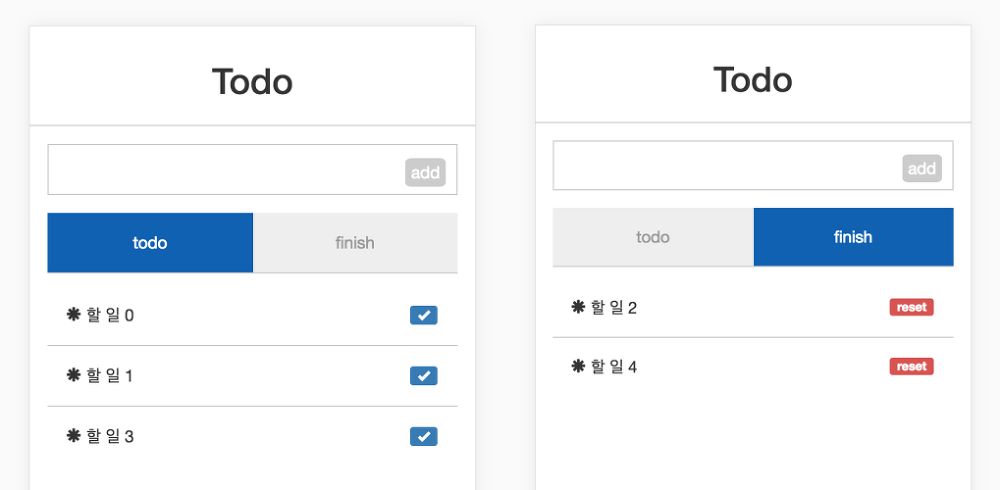 Todo
add
todo finish
✱ 할 일 0
✱ 할 일 1
✱ 할 일 3
Todo
add
todo finish
✱ 할 일 2 reset
✱ 할 일 4 reset